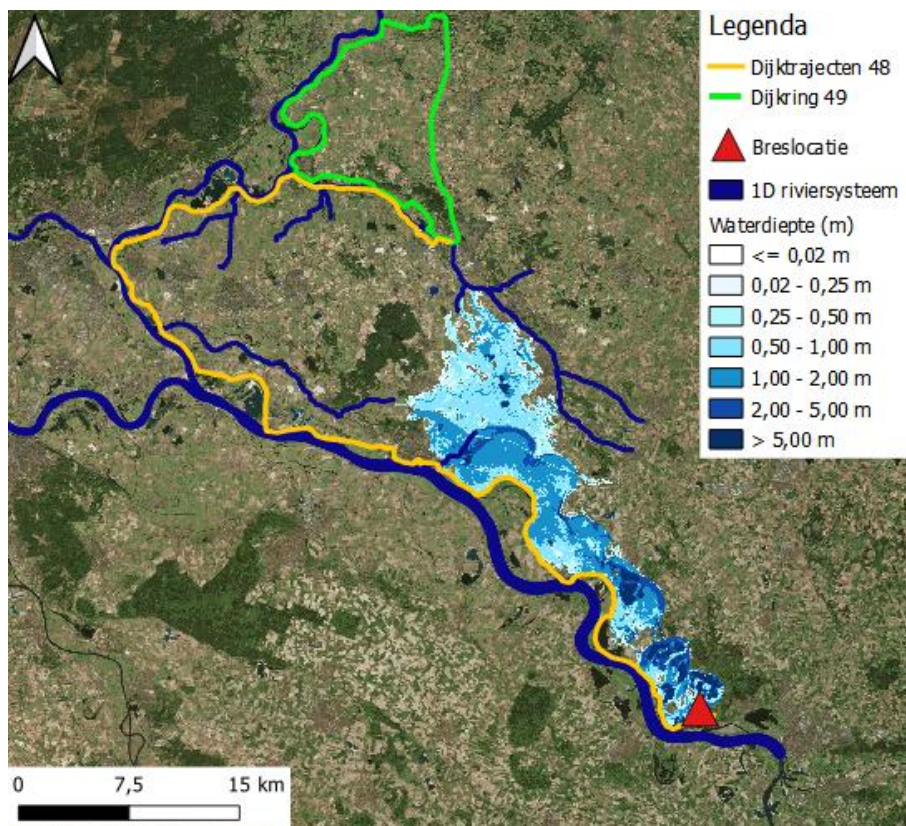 Legenda
Dijktrajecten 48
Dijkring 49
Breslocatie
1D riviersysteem
Waterdiepte (m)
<= 0,02 m
0,02 - 0,25 m
0,25 - 0,50 m
0,50 - 1,00 m
1,00 - 2,00 m
2,00 - 5,00 m
> 5,00 m
0 7,5 15 km